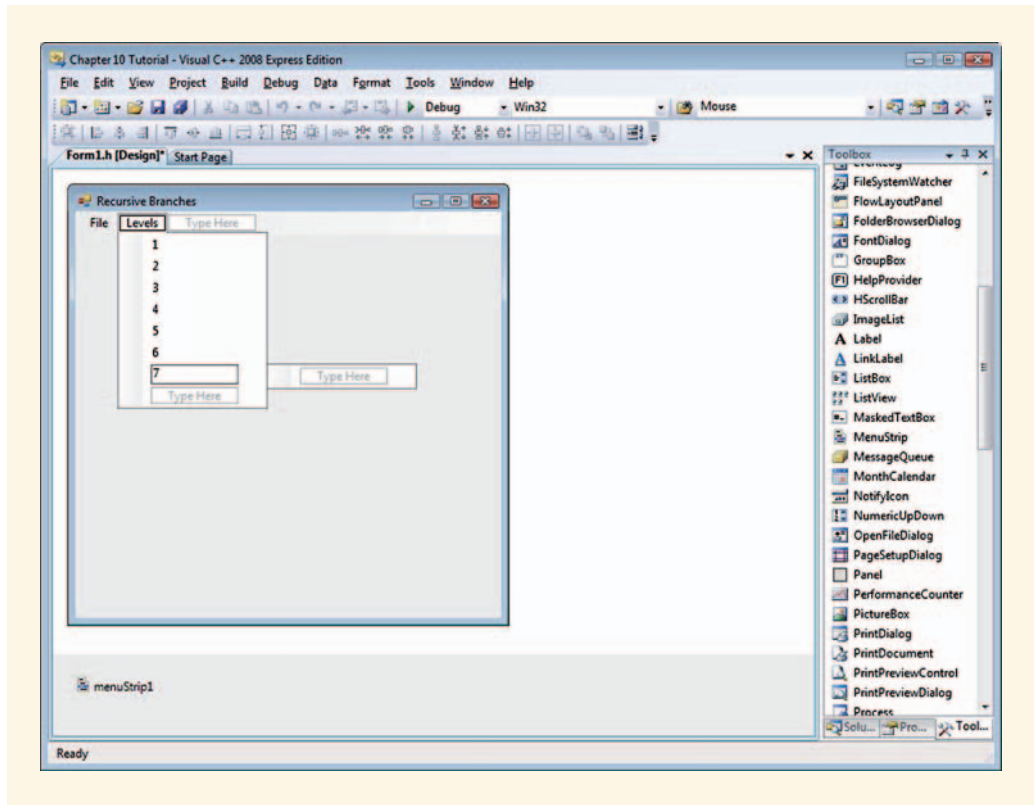 Chapter 10 Tutorial - Visual C++ 2008 Express Edition
File Edit View Project Build Debug Data Format Tools Window Help
Debug Win32 Mouse
Form1.h [Design]* Start Page
Toolbox
Recursive Branches
File Levels Type Here
1
2
3
4
5
6
7 Type Here
Type Here
menuStrip1
EventLog
FileSystemWatcher
FlowLayoutPanel
FolderBrowserDialog
FontDialog
GroupBox
HelpProvider
HScrollBar
ImageList
A Label
A LinkLabel
ListBox
ListView
MaskedTextBox
MenuStrip
MessageQueue
MonthCalendar
NotifyIcon
NumericUpDown
OpenFileDialog
PageSetupDialog
Panel
PerformanceCounter
PictureBox
PrintDialog
PrintDocument
PrintPreviewControl
PrintPreviewDialog
Process
Solu... Pro... Tool...
Ready